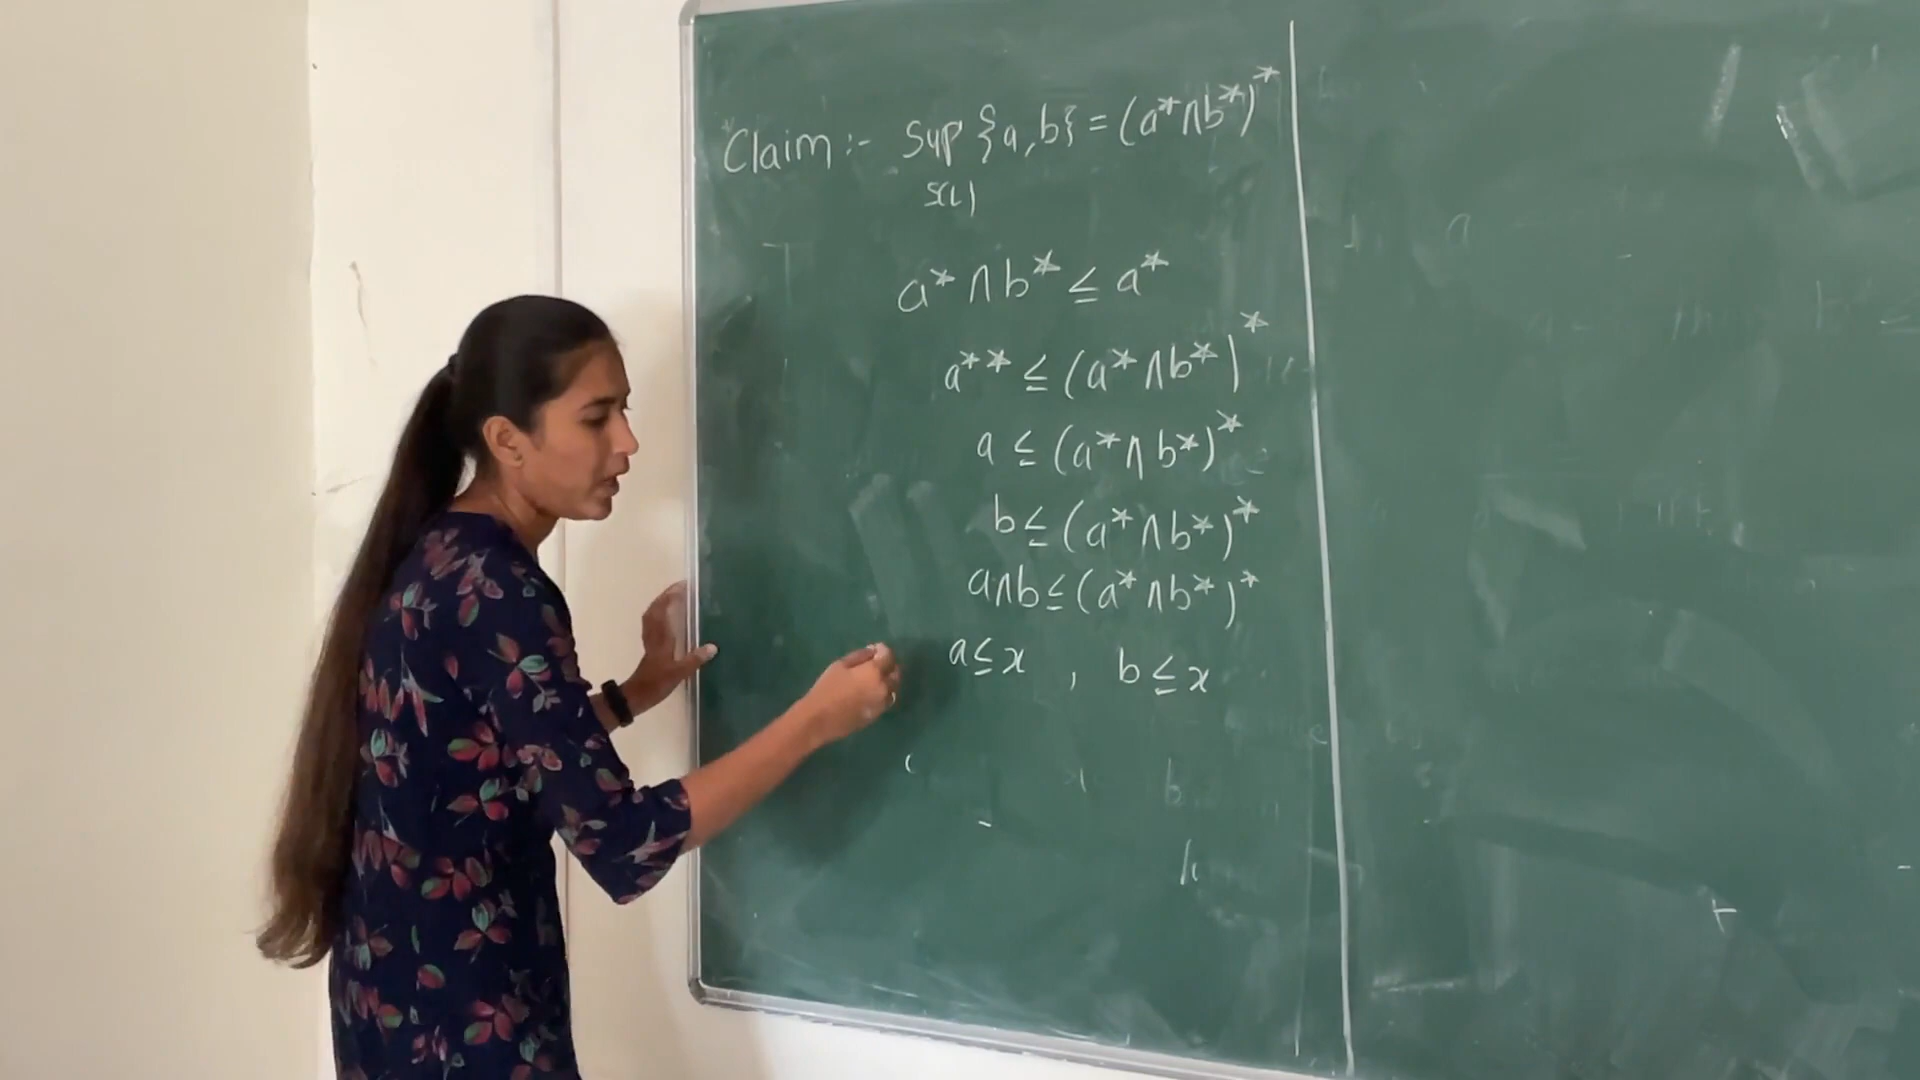 Claim :- Sup {a, b} = (a* ∧ b*)*
S(L)
a* ∧ b* ≤ a*
a** ≤ (a* ∧ b*)*
a ≤ (a* ∧ b*)*
b ≤ (a* ∧ b*)*
a∧b ≤ (a* ∧ b*)*
a ≤ x , b ≤ x